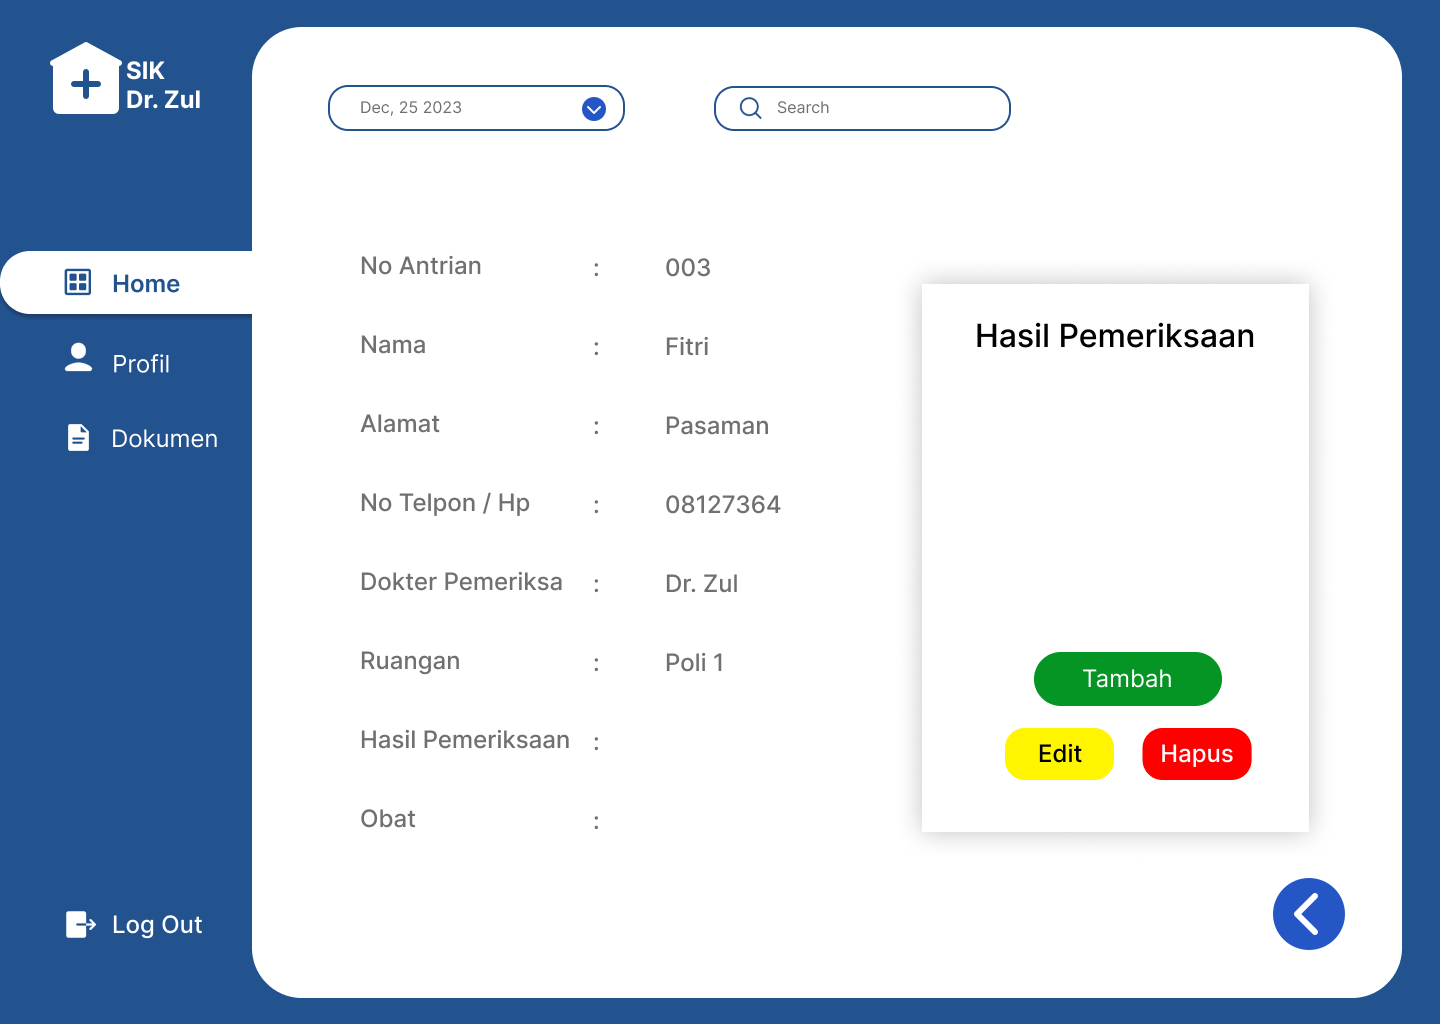 SIK
Dr. Zul
Dec, 25 2023
Search
Home
Profil
Dokumen
Log Out
No Antrian : 003
Nama : Fitri
Alamat : Pasaman
No Telpon / Hp : 08127364
Dokter Pemeriksa : Dr. Zul
Ruangan : Poli 1
Hasil Pemeriksaan :
Obat :
Hasil Pemeriksaan
Tambah
Edit
Hapus